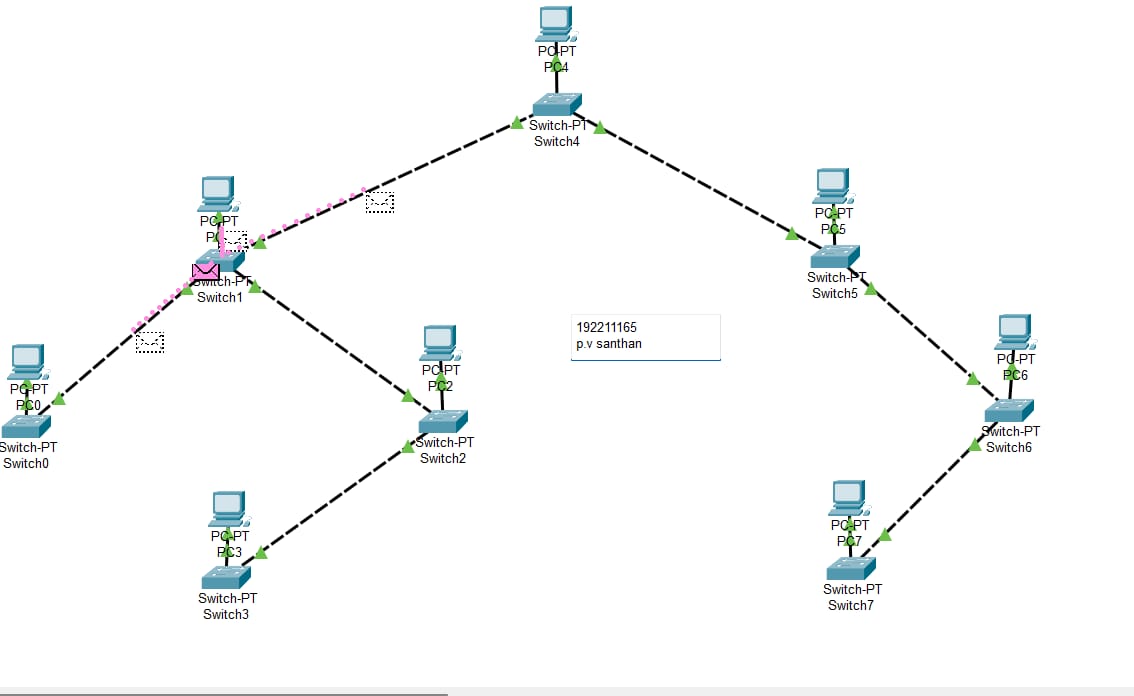 PC-PT
PC4
Switch-PT
Switch4
PC-PT
Switch-PT
Switch1
PC-PT
PC5
Switch-PT
Switch5
192211165
p.v santhan
PC-PT
PC2
Switch-PT
Switch2
PC-PT
PC6
Switch-PT
Switch6
PC-PT
PC0
Switch-PT
Switch0
PC-PT
PC3
Switch-PT
Switch3
PC-PT
PC7
Switch-PT
Switch7